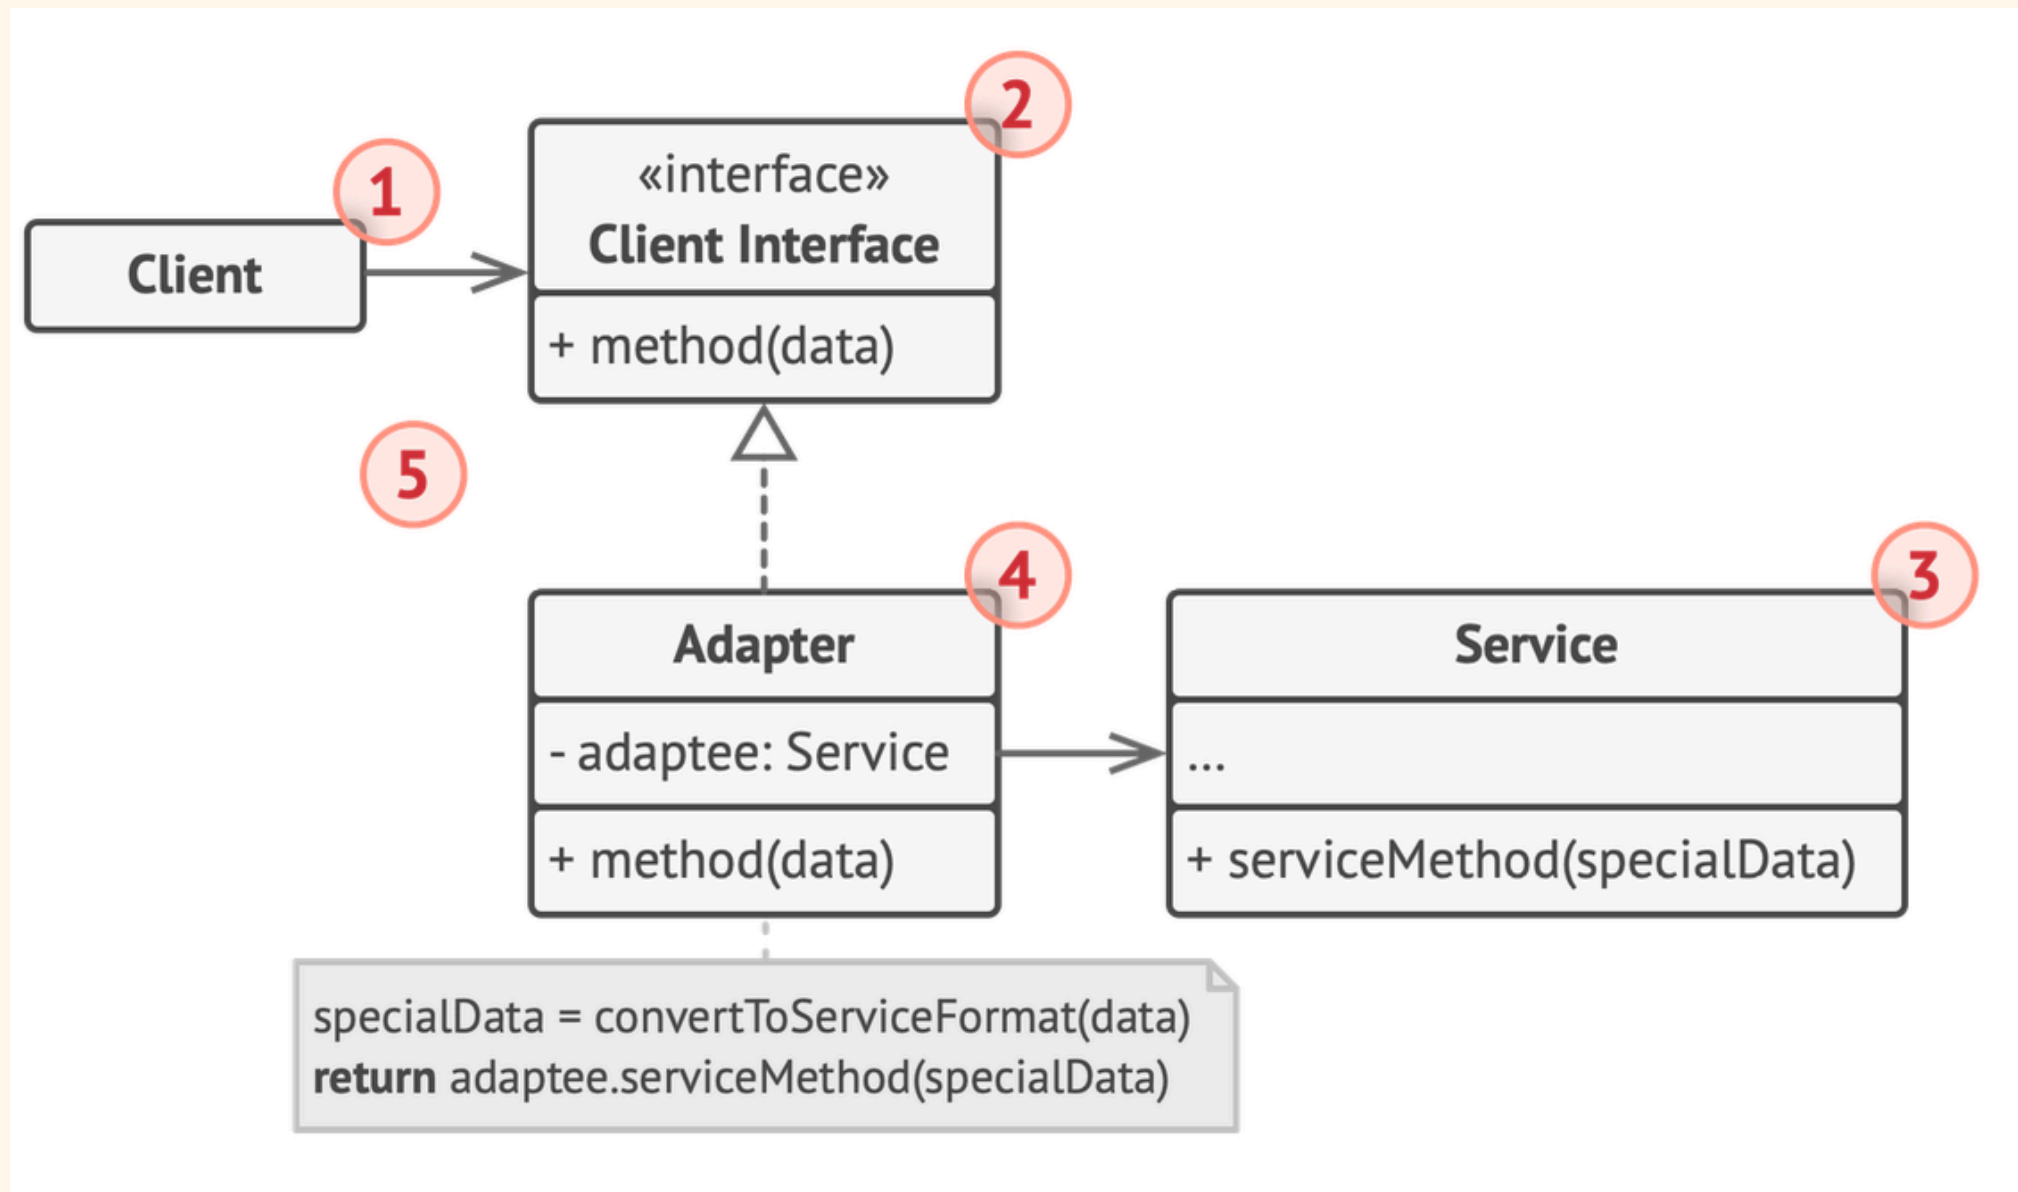 1
Client
2
«interface»
Client Interface
+ method(data)
5
4
Adapter
- adaptee: Service
+ method(data)
3
Service
...
+ serviceMethod(specialData)
specialData = convertToServiceFormat(data)
return adaptee.serviceMethod(specialData)